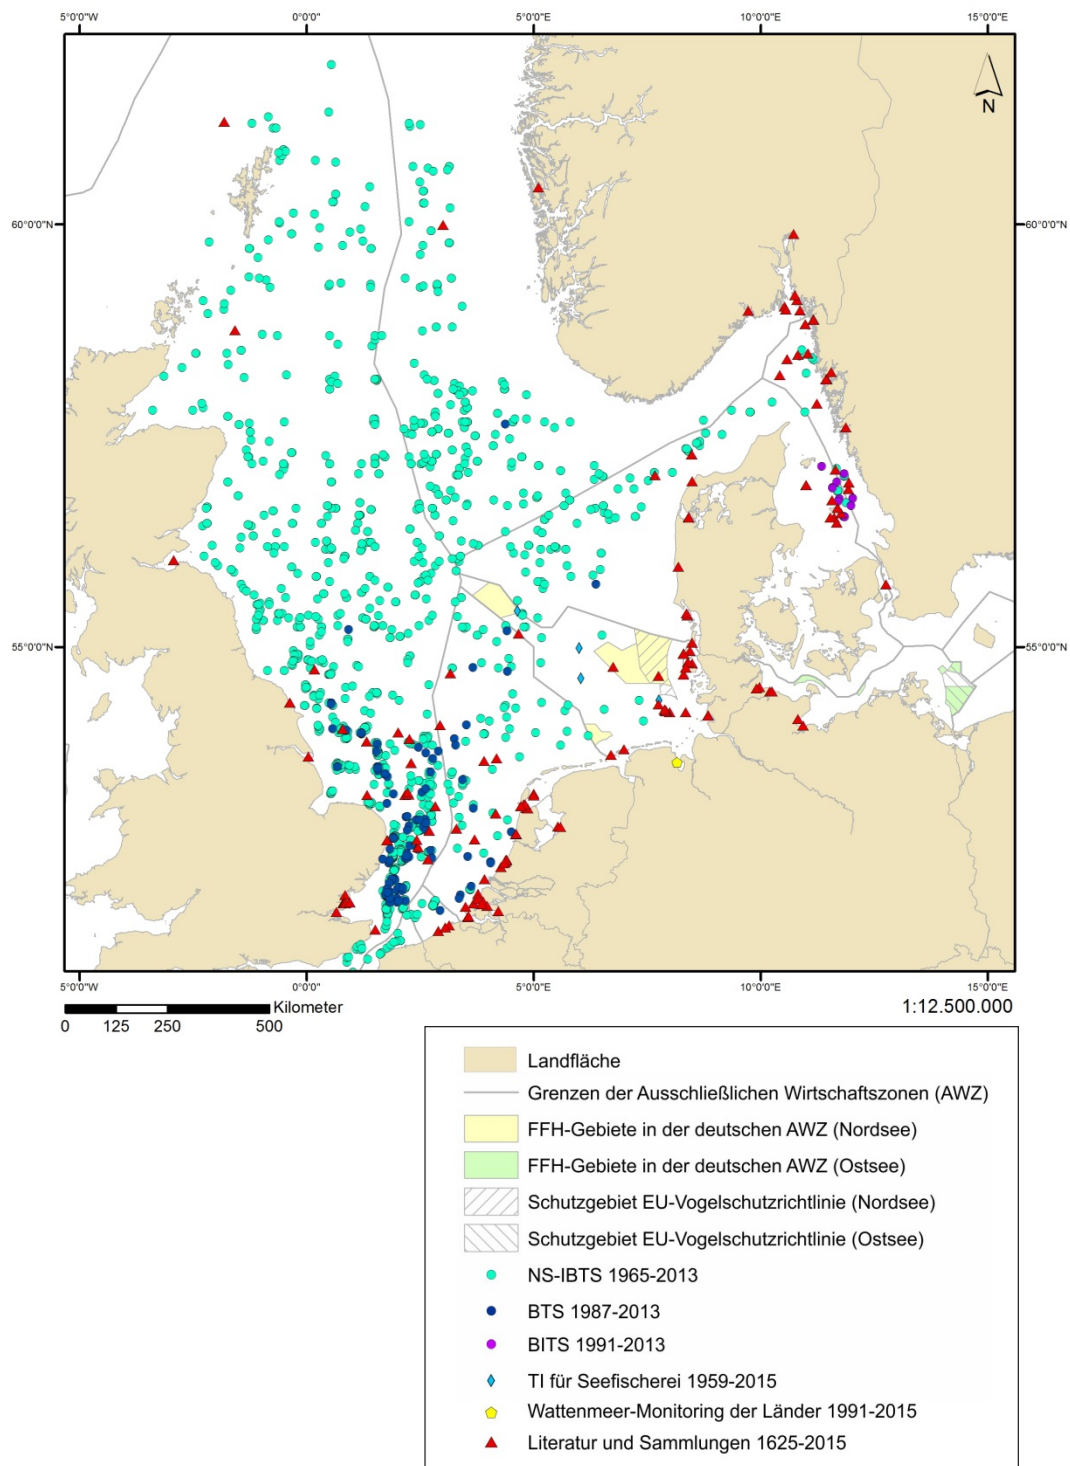 5°0'0"W 0°0'0" 5°0'0"E 10°0'0"E 15°0'0"E
N
60°0'0"N 60°0'0"N
55°0'0"N 55°0'0"N
5°0'0"W 0°0'0" 5°0'0"E 10°0'0"E 15°0'0"E
Kilometer 1:12.500.000
0 125 250 500
Landfläche
Grenzen der Ausschließlichen Wirtschaftszonen (AWZ)
FFH-Gebiete in der deutschen AWZ (Nordsee)
FFH-Gebiete in der deutschen AWZ (Ostsee)
Schutzgebiet EU-Vogelschutzrichtlinie (Nordsee)
Schutzgebiet EU-Vogelschutzrichtlinie (Ostsee)
NS-IBTS 1965-2013
BTS 1987-2013
BITS 1991-2013
TI für Seefischerei 1959-2015
Wattenmeer-Monitoring der Länder 1991-2015
Literatur und Sammlungen 1625-2015